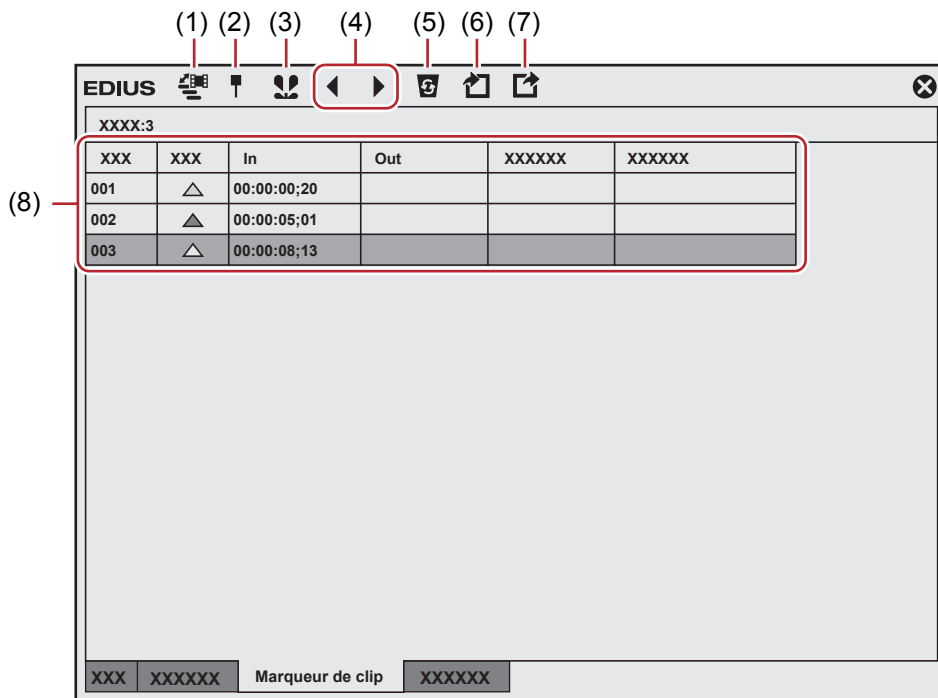 (1) (2) (3) (4) (5) (6) (7)
EDIUS
XXXX:3
XXX XXX In Out XXXXXX XXXXXX
(8)
001 00:00:00;20
002 00:00:05;01
003 00:00:08;13
XXX XXXXXX Marqueur de clip XXXXXX